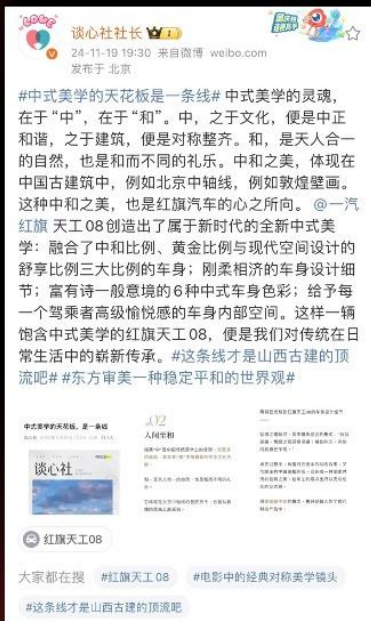 谈心社社长
24-11-19 19:30 来自微博 weibo.com
发布于 北京
#中式美学的天花板是一条线# 中式美学的灵魂，
在于“中”，在于“和”。中，之于文化，便是中正
和谐，之于建筑，便是对称整齐。和，是天人合一
的自然，也是和而不同的礼乐。中和之美，体现在
中国古建筑中，例如北京中轴线，例如敦煌壁画。
这种中和之美，也是红旗汽车的心之所向。 @一汽
红旗 天工08创造出了属于新时代的全新中式美
学：融合了中和比例、黄金比例与现代空间设计的
舒享比例三大比例的车身；刚柔相济的车身设计细
节；富有诗一般意境的6种中式车身色彩；给予每
一个驾乘者高级愉悦感的车身内部空间。这样一辆
饱含中式美学的红旗天工08，便是我们对传统在日
常生活中的崭新传承。#这条线才是山西古建的顶
流吧# #东方审美一种稳定平和的世界观#
中式美学的天花板，是一条线
谈心社
02
人间至和
红旗天工08
大家都在搜 #红旗天工08 #电影中的经典对称美学镜头
#这条线才是山西古建的顶流吧